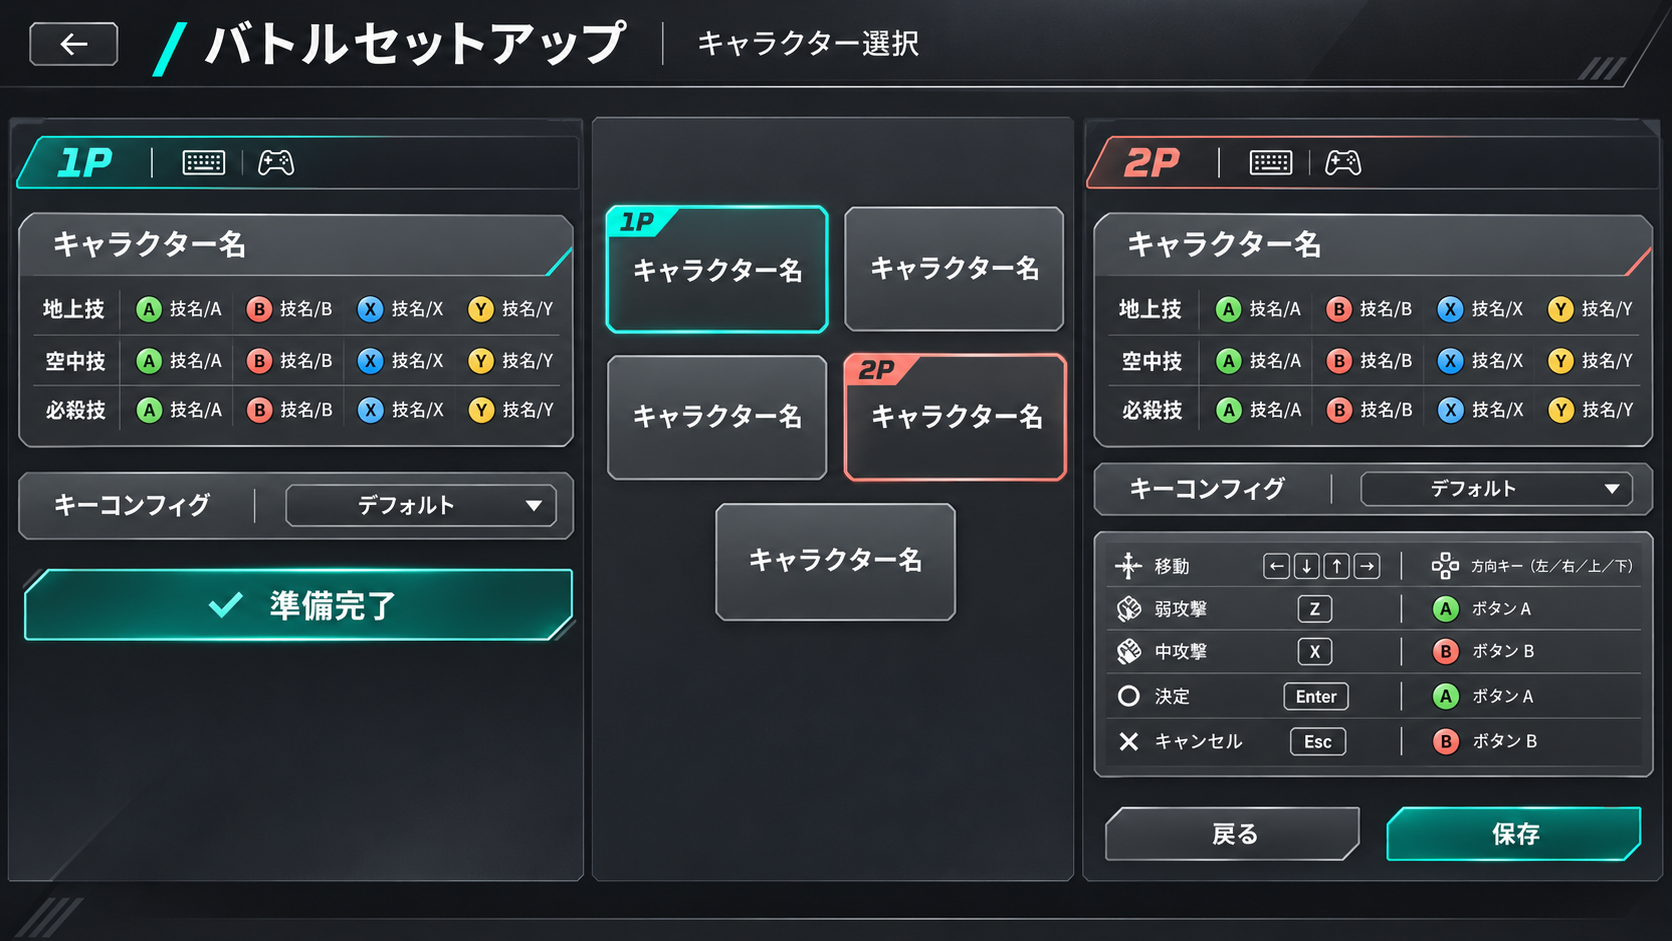 ←
バトルセットアップ キャラクター選択
1P
キャラクター名
地上技 A 技名/A B 技名/B X 技名/X Y 技名/Y
空中技 A 技名/A B 技名/B X 技名/X Y 技名/Y
必殺技 A 技名/A B 技名/B X 技名/X Y 技名/Y
キーコンフィグ デフォルト ▼
✓ 準備完了
1P
キャラクター名
キャラクター名
キャラクター名
2P
キャラクター名
キャラクター名
2P
キャラクター名
地上技 A 技名/A B 技名/B X 技名/X Y 技名/Y
空中技 A 技名/A B 技名/B X 技名/X Y 技名/Y
必殺技 A 技名/A B 技名/B X 技名/X Y 技名/Y
キーコンフィグ デフォルト ▼
移動 ← ↓ ↑ → 方向キー（左／右／上／下）
弱攻撃 Z A ボタン A
中攻撃 X B ボタン B
決定 Enter A ボタン A
キャンセル Esc B ボタン B
戻る 保存